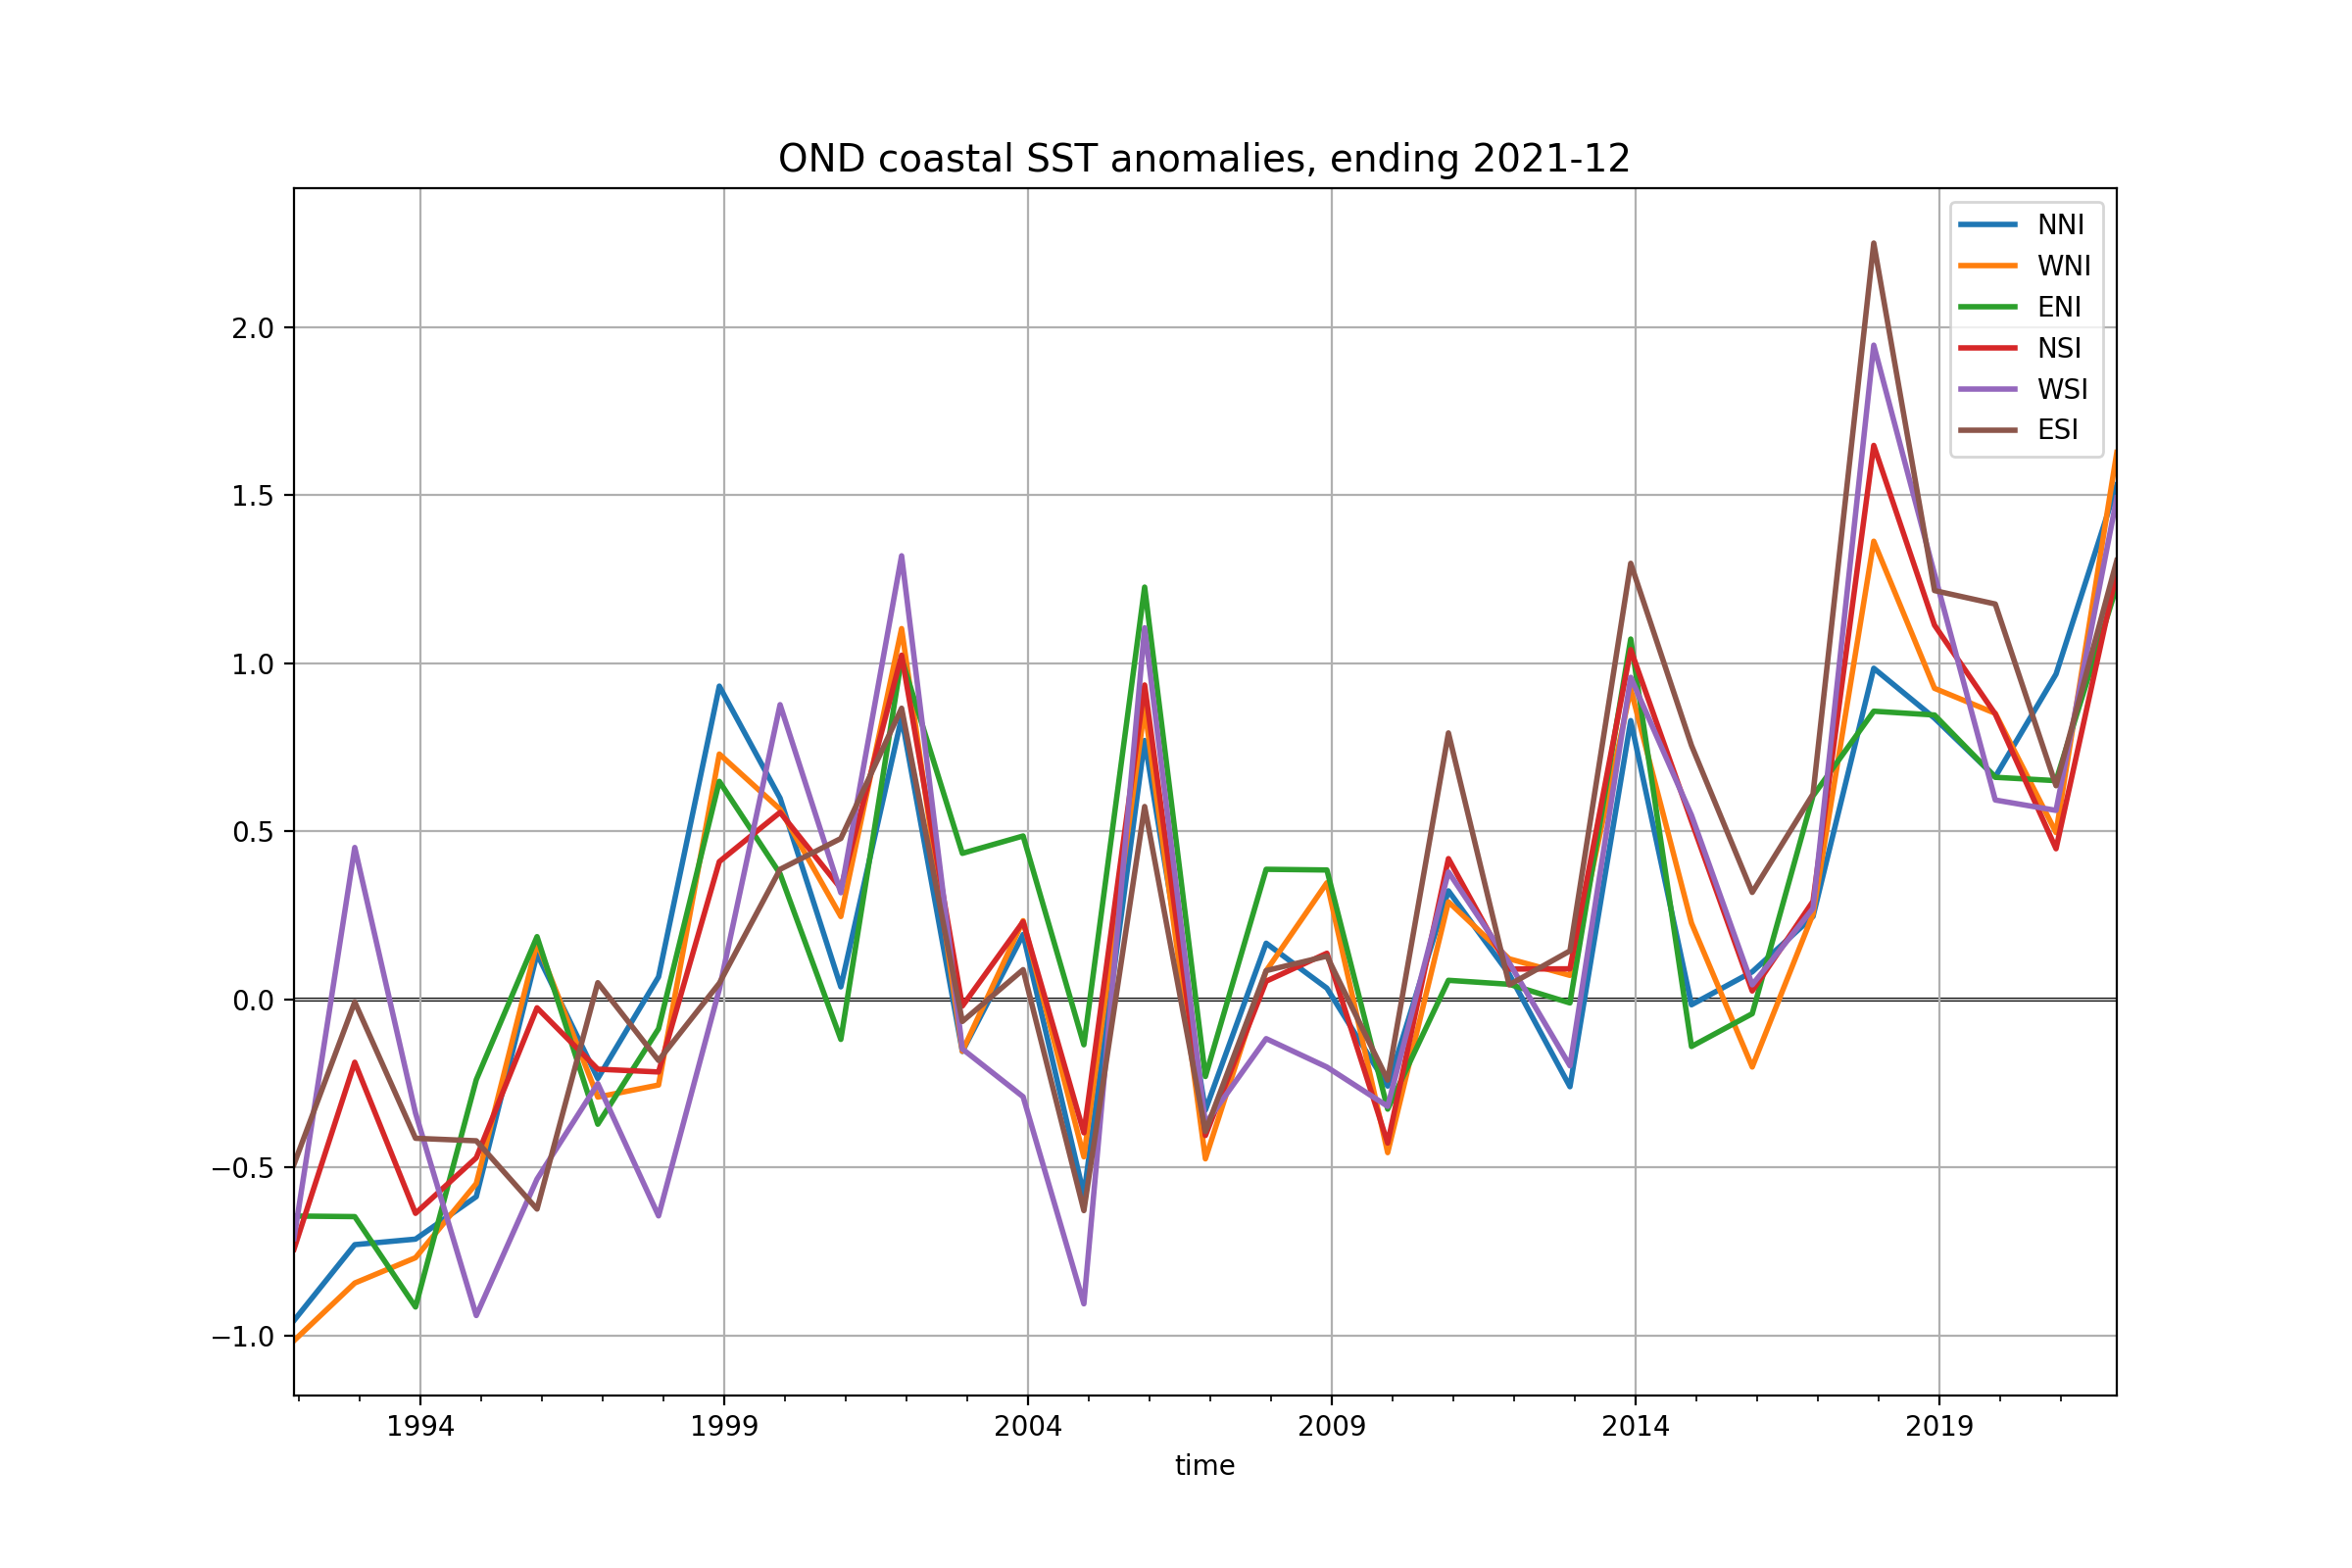 OND coastal SST anomalies, ending 2021-12
NNI
WNI
ENI
NSI
WSI
ESI
2.0
1.5
1.0
0.5
0.0
−0.5
−1.0
1994 1999 2004 2009 2014 2019
time